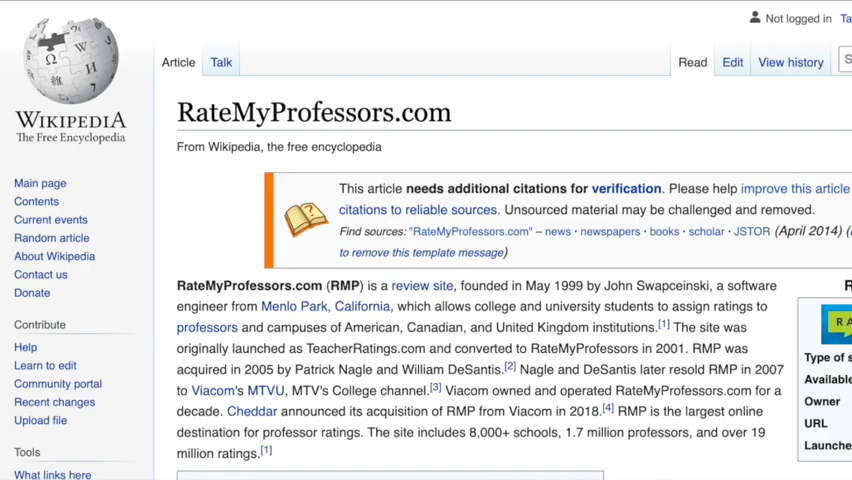 Not logged in Ta
Article Talk
Read Edit View history S
WIKIPEDIA
The Free Encyclopedia
RateMyProfessors.com
From Wikipedia, the free encyclopedia
Main page
Contents
Current events
Random article
About Wikipedia
Contact us
Donate
Contribute
Help
Learn to edit
Community portal
Recent changes
Upload file
Tools
What links here
This article needs additional citations for verification. Please help improve this article
citations to reliable sources. Unsourced material may be challenged and removed.
Find sources: "RateMyProfessors.com" – news · newspapers · books · scholar · JSTOR (April 2014) (
to remove this template message)
RateMyProfessors.com (RMP) is a review site, founded in May 1999 by John Swapceinski, a software
engineer from Menlo Park, California, which allows college and university students to assign ratings to
professors and campuses of American, Canadian, and United Kingdom institutions.[1] The site was
originally launched as TeacherRatings.com and converted to RateMyProfessors in 2001. RMP was
acquired in 2005 by Patrick Nagle and William DeSantis.[2] Nagle and DeSantis later resold RMP in 2007
to Viacom's MTVU, MTV's College channel.[3] Viacom owned and operated RateMyProfessors.com for a
decade. Cheddar announced its acquisition of RMP from Viacom in 2018.[4] RMP is the largest online
destination for professor ratings. The site includes 8,000+ schools, 1.7 million professors, and over 19
million ratings.[1]
R
R A
Type of s
Available
Owner
URL
Launche